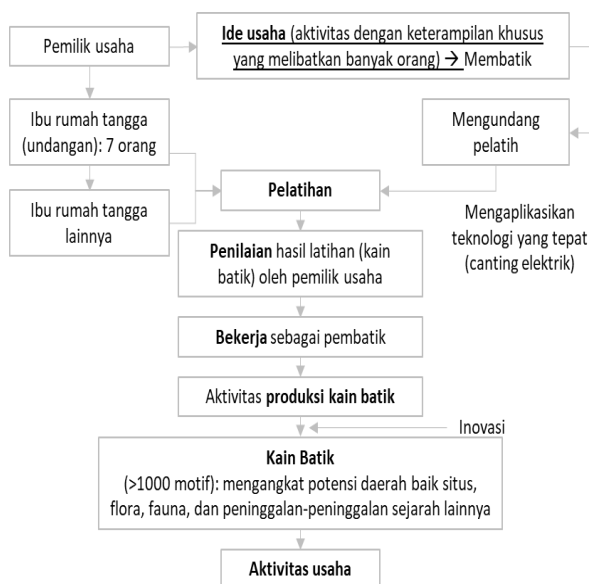 Pemilik usaha
Ide usaha (aktivitas dengan keterampilan khusus
yang melibatkan banyak orang) → Membatik
Ibu rumah tangga
(undangan): 7 orang
Mengundang
pelatih
Ibu rumah tangga
lainnya
Pelatihan
Mengaplikasikan
teknologi yang tepat
(canting elektrik)
Penilaian hasil latihan (kain
batik) oleh pemilik usaha
Bekerja sebagai pembatik
Aktivitas produksi kain batik
Inovasi
Kain Batik
(>1000 motif): mengangkat potensi daerah baik situs,
flora, fauna, dan peninggalan-peninggalan sejarah lainnya
Aktivitas usaha